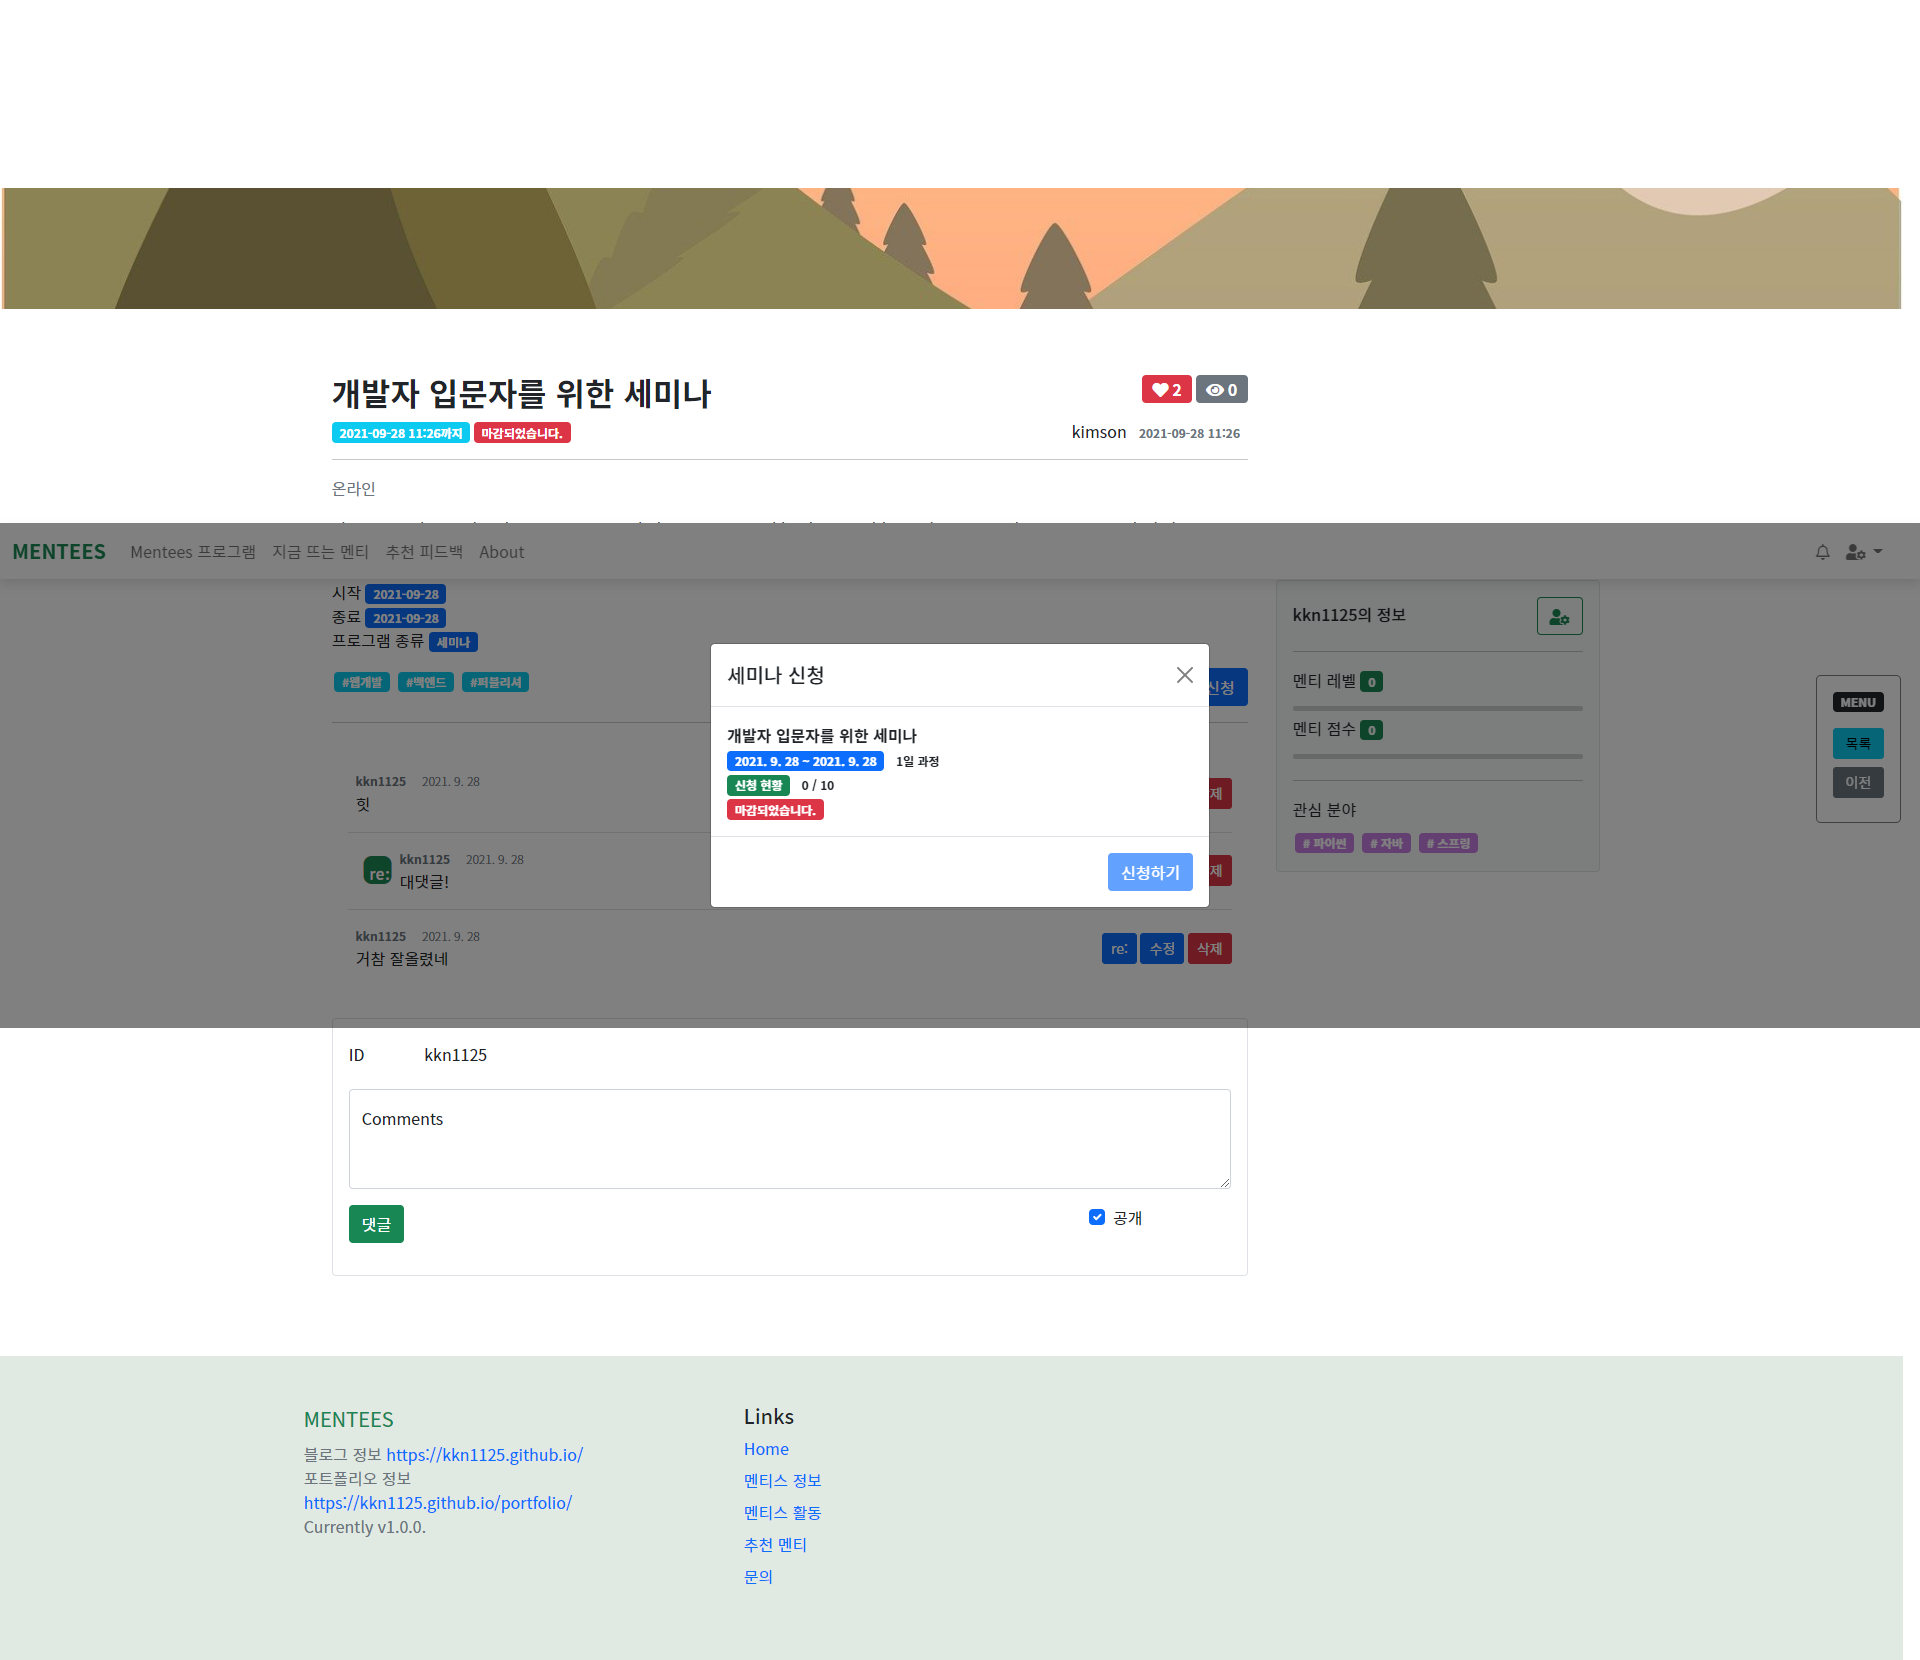 개발자 입문자를 위한 세미나
2 0
2021-09-28 11:26까지 마감되었습니다.
kimson 2021-09-28 11:26
온라인
MENTEES Mentees 프로그램 지금 뜨는 멘티 추천 피드백 About
시작 2021-09-28
종료 2021-09-28
프로그램 종류 세미나
#웹개발 #백엔드 #퍼블리셔
신청
세미나 신청
개발자 입문자를 위한 세미나
2021. 9. 28 ~ 2021. 9. 28 1일 과정
신청 현황 0 / 10
마감되었습니다.
신청하기
kkn1125 2021. 9. 28
힛
제
re:
kkn1125 2021. 9. 28
대댓글!
제
kkn1125 2021. 9. 28
거참 잘올렸네
re: 수정 삭제
kkn1125의 정보
멘티 레벨 0
멘티 점수 0
관심 분야
# 파이썬 # 자바 # 스프링
MENU
목록
이전
ID kkn1125
Comments
댓글
공개
MENTEES
블로그 정보 https://kkn1125.github.io/
포트폴리오 정보
https://kkn1125.github.io/portfolio/
Currently v1.0.0.
Links
Home
멘티스 정보
멘티스 활동
추천 멘티
문의